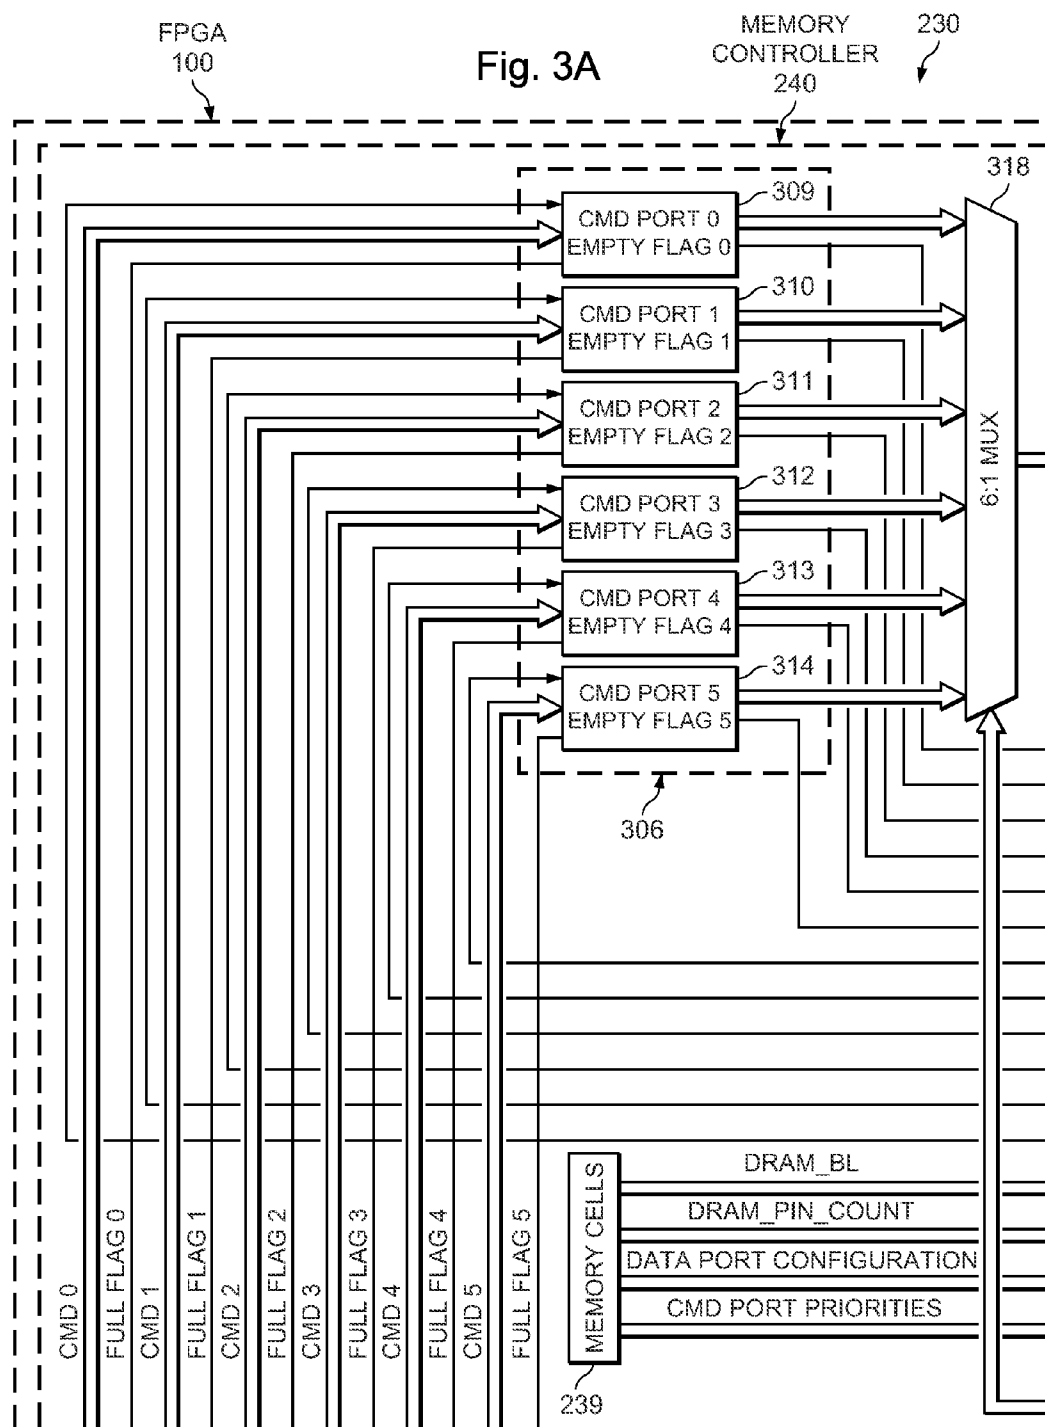 FPGA
100
Fig. 3A
MEMORY
CONTROLLER
240
230
318
309
CMD PORT 0
EMPTY FLAG 0
310
CMD PORT 1
EMPTY FLAG 1
311
CMD PORT 2
EMPTY FLAG 2
312
CMD PORT 3
EMPTY FLAG 3
313
CMD PORT 4
EMPTY FLAG 4
314
CMD PORT 5
EMPTY FLAG 5
6:1 MUX
306
CMD 0
FULL FLAG 0
CMD 1
FULL FLAG 1
CMD 2
FULL FLAG 2
CMD 3
FULL FLAG 3
CMD 4
FULL FLAG 4
CMD 5
FULL FLAG 5
MEMORY CELLS
239
DRAM_BL
DRAM_PIN_COUNT
DATA PORT CONFIGURATION
CMD PORT PRIORITIES